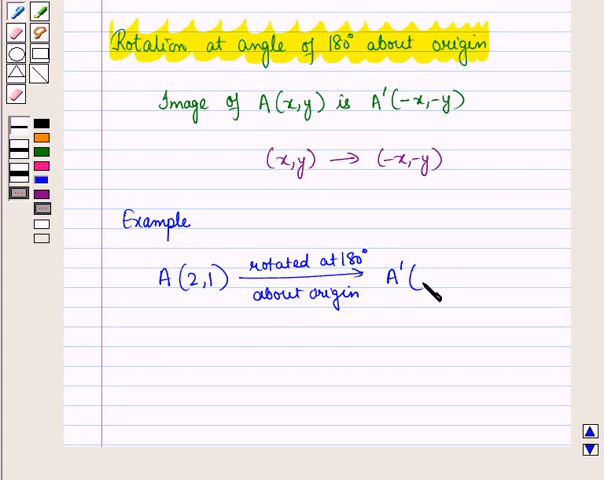 Rotation at angle of 180° about origin
Image of A(x,y) is A'(-x,-y)
(x,y) → (-x,-y)
Example
A(2,1) rotated at 180° about origin → A'(